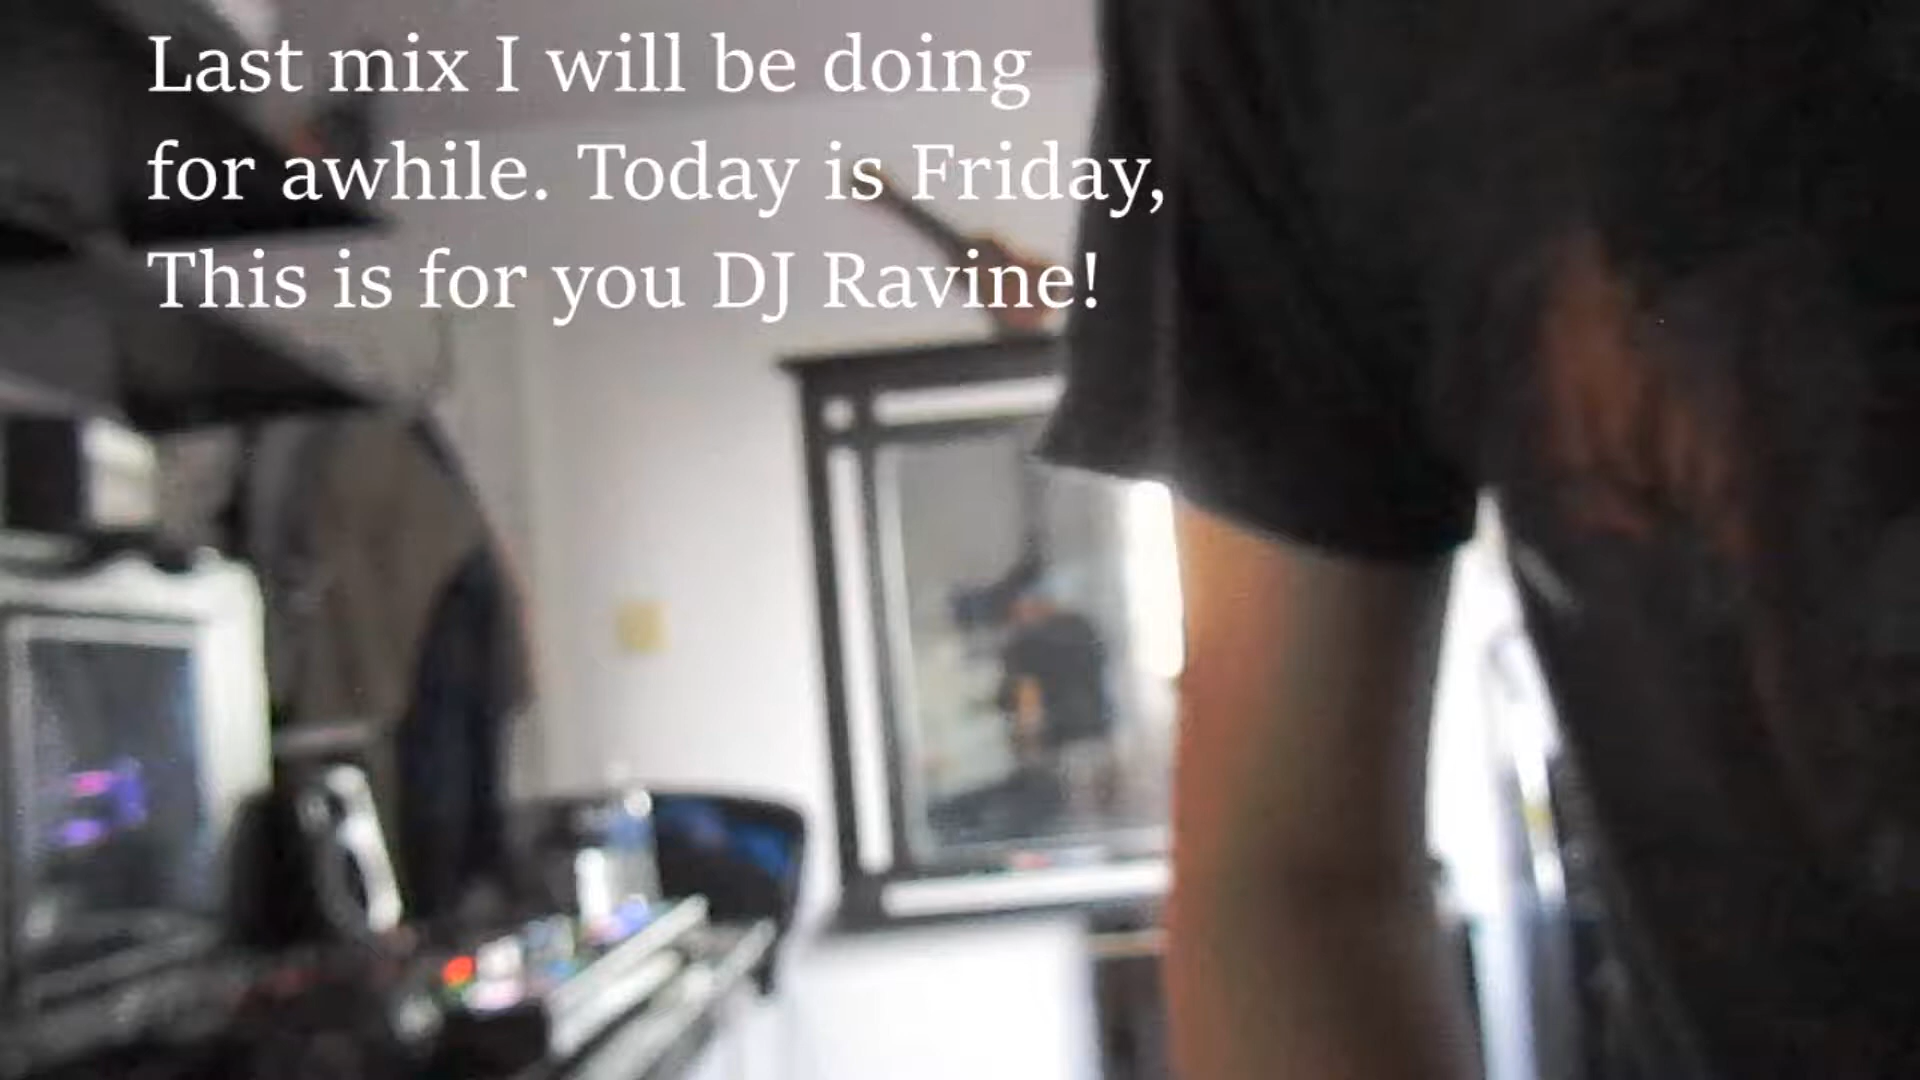 Last mix I will be doing
for awhile. Today is Friday,
This is for you DJ Ravine!